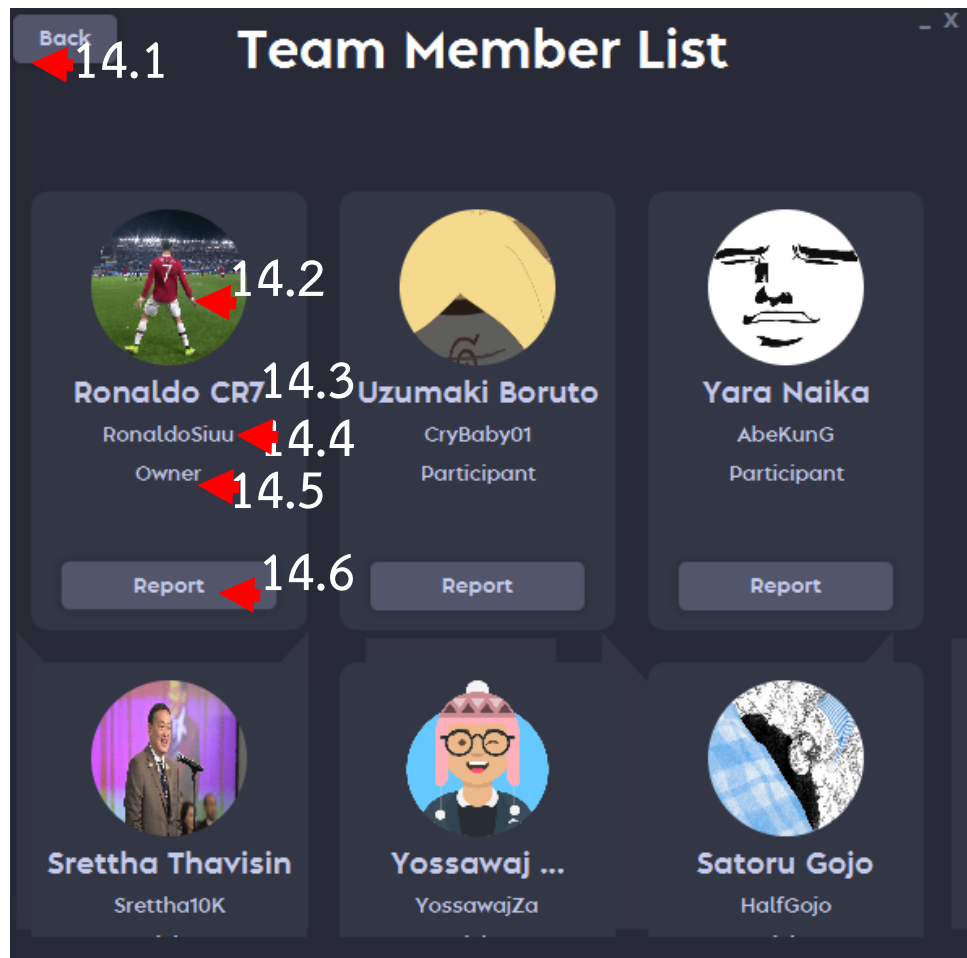 Back
_ X
14.1
Team Member List
7
14.2
Ronaldo CR7
14.3
Uzumaki Boruto
Yara Naika
RonaldoSiuu
14.4
CryBaby01
AbeKunG
Owner
14.5
Participant
Participant
14.6
Report
Report
Report
Srettha Thavisin
Yossawaj ...
Satoru Gojo
Srettha10K
YossawajZa
HalfGojo